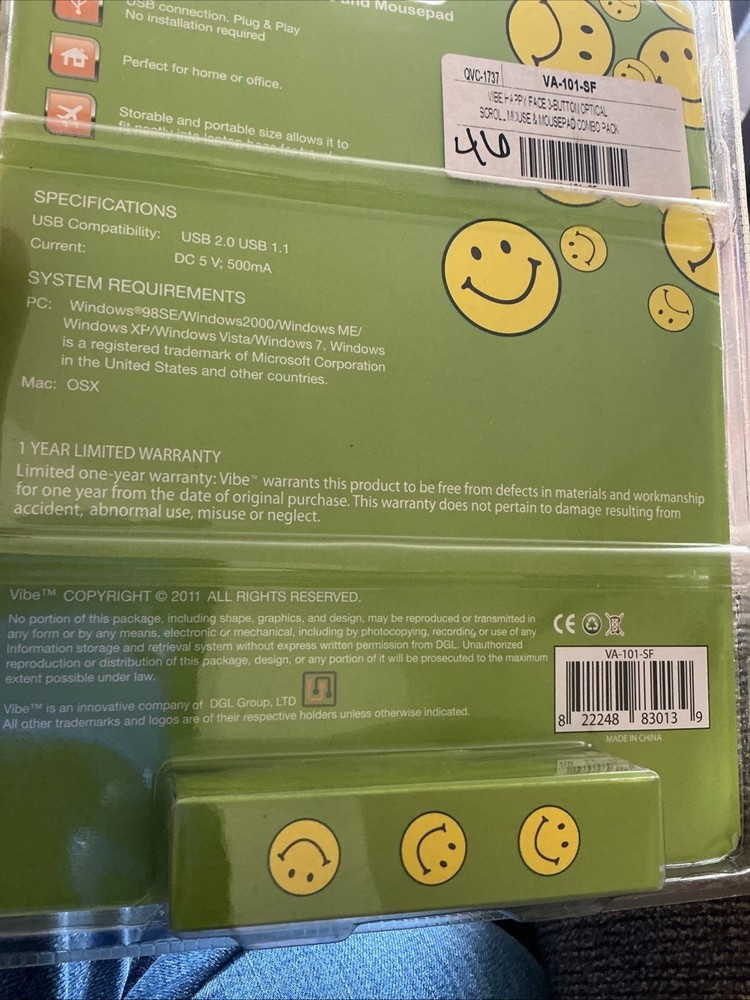 and Mousepad
USB connection. Plug & Play
No installation required
Perfect for home or office.
Storable and portable size allows it to
fit neatly into laptop bags for travel
QVC-1737 VA-101-SF
VIBE HAPPY FACE 3-BUTTON OPTICAL
SCROLL MOUSE & MOUSEPAD COMBO PACK
46
SPECIFICATIONS
USB Compatibility: USB 2.0 USB 1.1
Current: DC 5 V; 500mA
SYSTEM REQUIREMENTS
PC: Windows®98SE/Windows2000/Windows ME/
Windows XP/Windows Vista/Windows 7. Windows
is a registered trademark of Microsoft Corporation
in the United States and other countries.
Mac: OSX
1 YEAR LIMITED WARRANTY
Limited one-year warranty: Vibe™ warrants this product to be free from defects in materials and workmanship
for one year from the date of original purchase. This warranty does not pertain to damage resulting from
accident, abnormal use, misuse or neglect.
Vibe™ COPYRIGHT © 2011 ALL RIGHTS RESERVED.
No portion of this package, including shape, graphics, and design, may be reproduced or transmitted in
any form or by any means, electronic or mechanical, including by photocopying, recording, or use of any
information storage and retrieval system without express written permission from DGL. Unauthorized
reproduction or distribution of this package, design, or any portion of it will be prosecuted to the maximum
extent possible under law.
Vibe™ is an innovative company of DGL Group, LTD
All other trademarks and logos are of their respective holders unless otherwise indicated.
CE
VA-101-SF
8 22248 83013 9
MADE IN CHINA